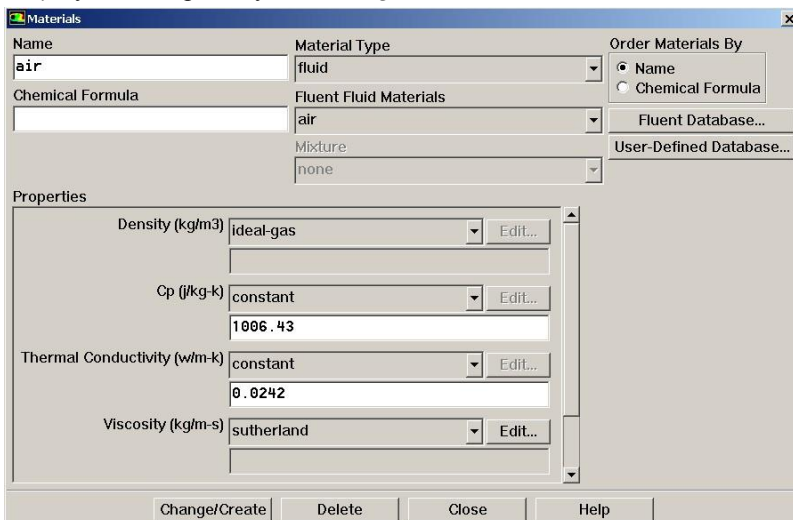 Materials
Name
Material Type
Order Materials By
air
fluid
Name
Chemical Formula
Chemical Formula
Fluent Fluid Materials
air
Fluent Database...
Mixture
User-Defined Database...
none
Properties
Density (kg/m3)
ideal-gas
Edit...
Cp (j/kg-k)
constant
Edit...
1006.43
Thermal Conductivity (w/m-k)
constant
Edit...
0.0242
Viscosity (kg/m-s)
sutherland
Edit...
Change/Create
Delete
Close
Help